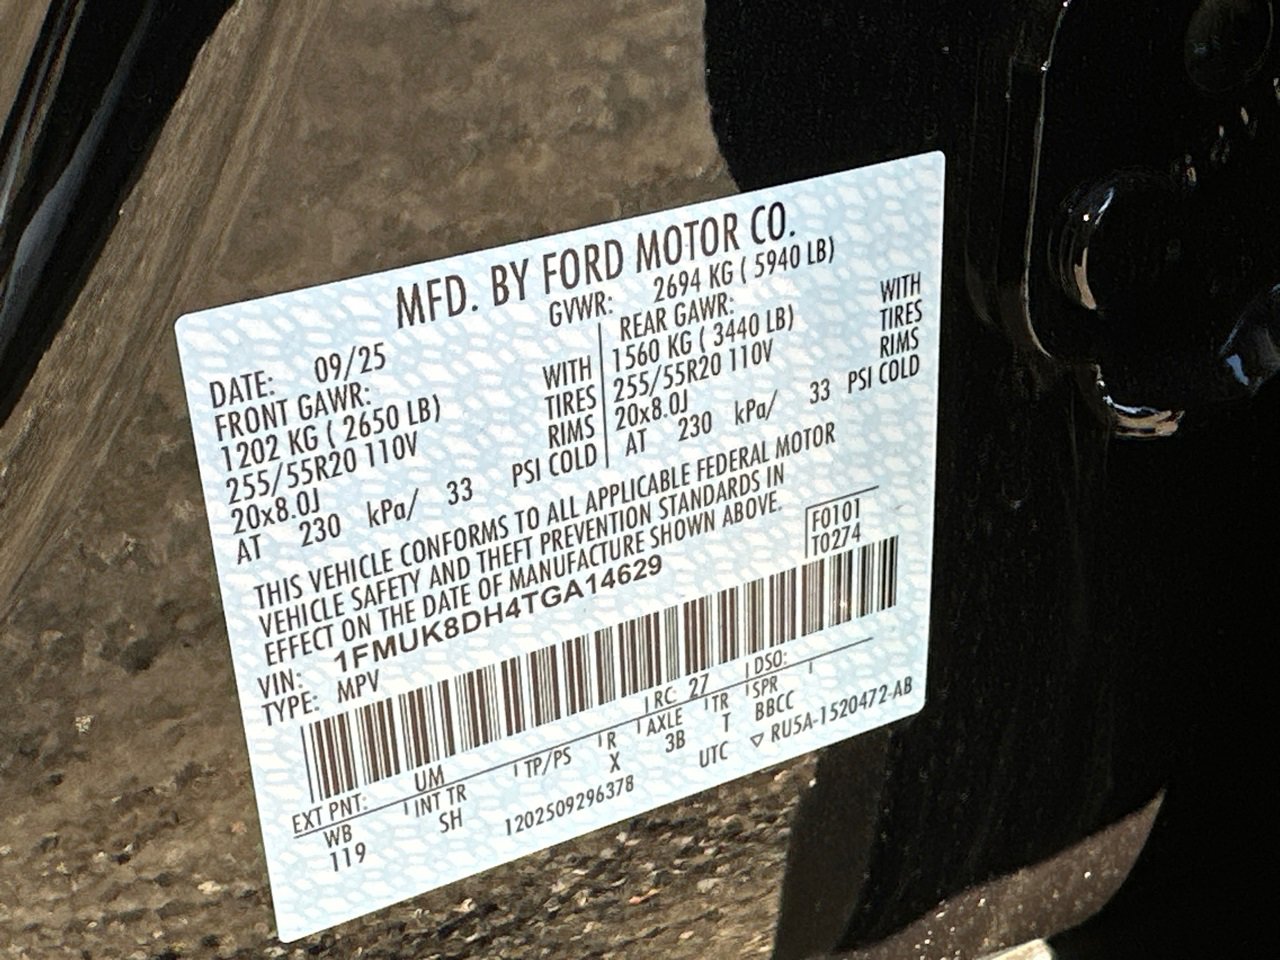 MFD. BY FORD MOTOR CO.
DATE: 09/25 GVWR: 2694 KG ( 5940 LB)
FRONT GAWR: REAR GAWR:
1202 KG ( 2650 LB) WITH 1560 KG ( 3440 LB) WITH
255/55R20 110V TIRES 255/55R20 110V TIRES
20x8.0J RIMS 20x8.0J RIMS
AT 230 kPa/ 33 PSI COLD AT 230 kPa/ 33 PSI COLD
THIS VEHICLE CONFORMS TO ALL APPLICABLE FEDERAL MOTOR
VEHICLE SAFETY AND THEFT PREVENTION STANDARDS IN
EFFECT ON THE DATE OF MANUFACTURE SHOWN ABOVE.
F0101
T0274
VIN: 1FMUK8DH4TGA14629
TYPE: MPV
EXT PNT: UM RC: 27 DSO:
WB INT TR TP/PS R AXLE TR SPR
119 SH X 3B T BBCC
1202509296378 UTC ▽ RU5A-1520472-AB